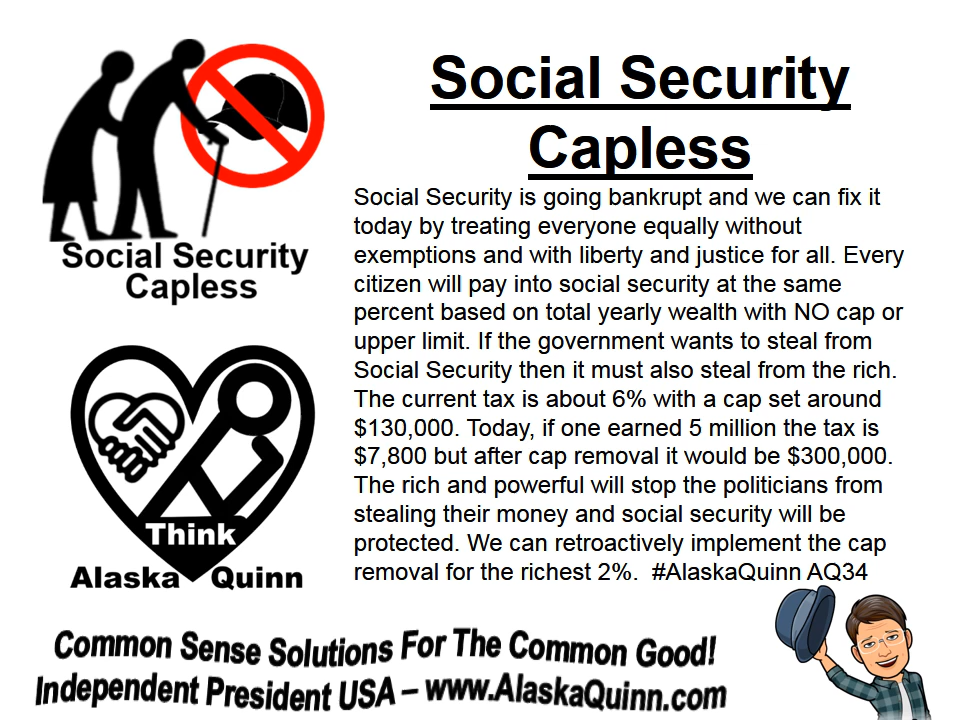 Social Security
Capless
Social Security is going bankrupt and we can fix it
today by treating everyone equally without
exemptions and with liberty and justice for all. Every
citizen will pay into social security at the same
percent based on total yearly wealth with NO cap or
upper limit. If the government wants to steal from
Social Security then it must also steal from the rich.
The current tax is about 6% with a cap set around
$130,000. Today, if one earned 5 million the tax is
$7,800 but after cap removal it would be $300,000.
The rich and powerful will stop the politicians from
stealing their money and social security will be
protected. We can retroactively implement the cap
removal for the richest 2%.  #AlaskaQuinn AQ34
Social Security
Capless
Think
Alaska Quinn
Common Sense Solutions For The Common Good!
Independent President USA – www.AlaskaQuinn.com